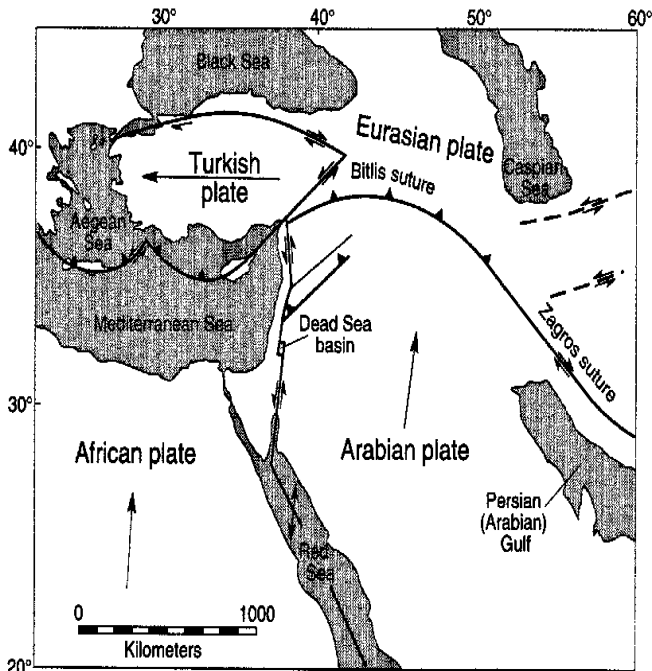 30° 40° 50° 60°
Black Sea
Eurasian plate
Caspian
Sea
40°
Turkish
plate
Bitlis suture
Aegean
Sea
Mediterranean Sea
Dead Sea
basin
Zagros suture
30°
African plate
Arabian plate
Persian
(Arabian)
Gulf
Red
Sea
0 1000
Kilometers
20°